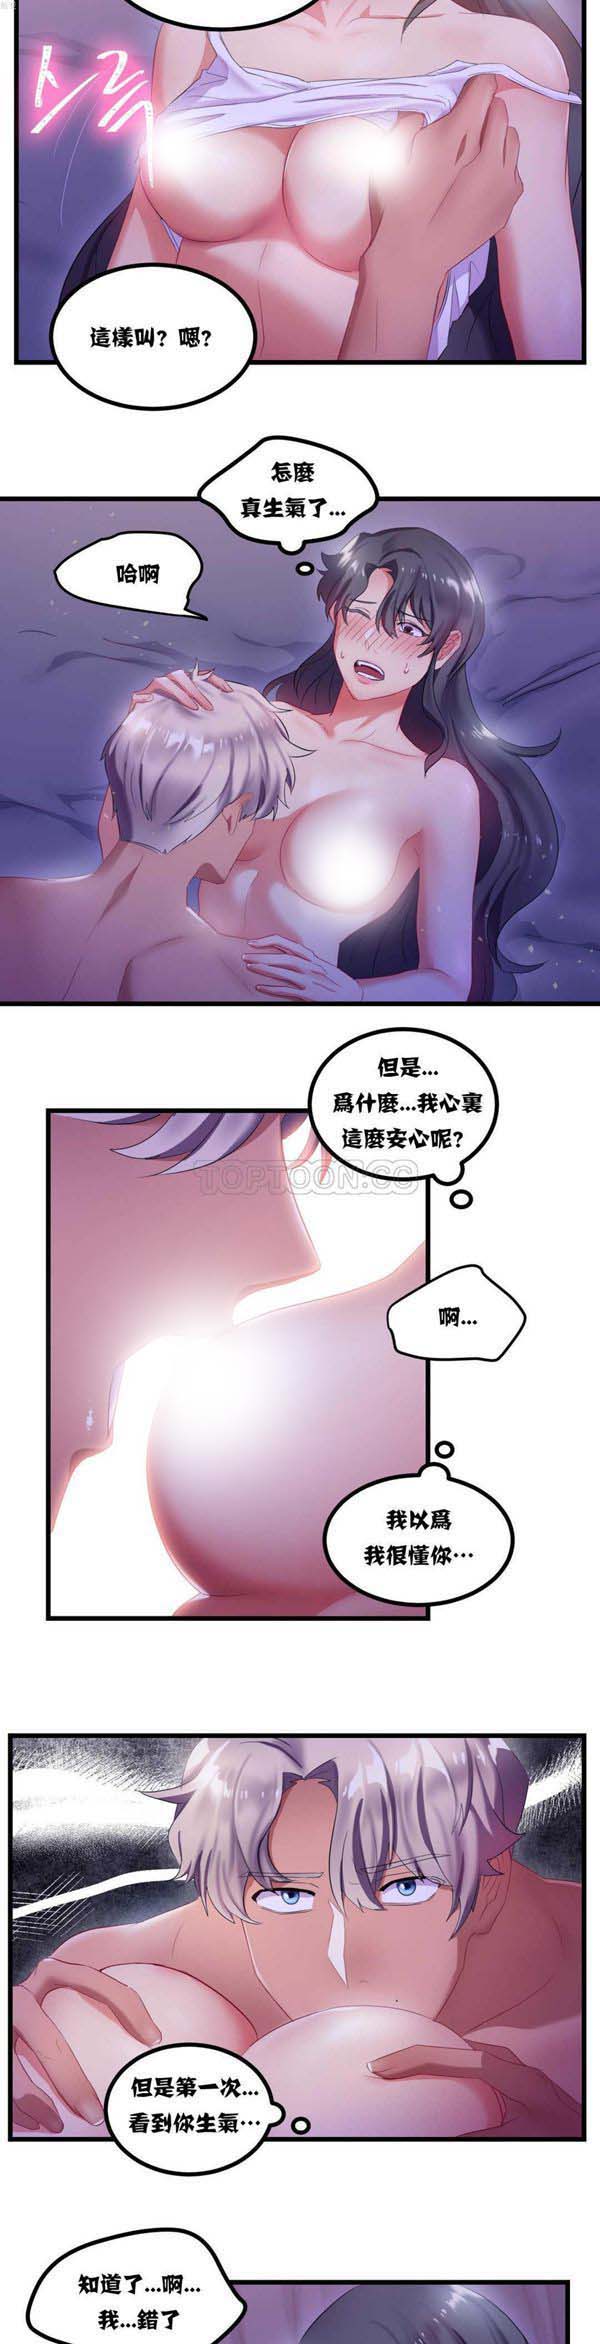 스윽
這樣叫? 嗯?
怎麼
真生氣了...
哈啊
但是...
爲什麼...我心裏
這麼安心呢?
TOPTOON.CC
啊...
我以爲
我很懂你…
但是第一次...
看到你生氣…
知道了...啊...
我...錯了